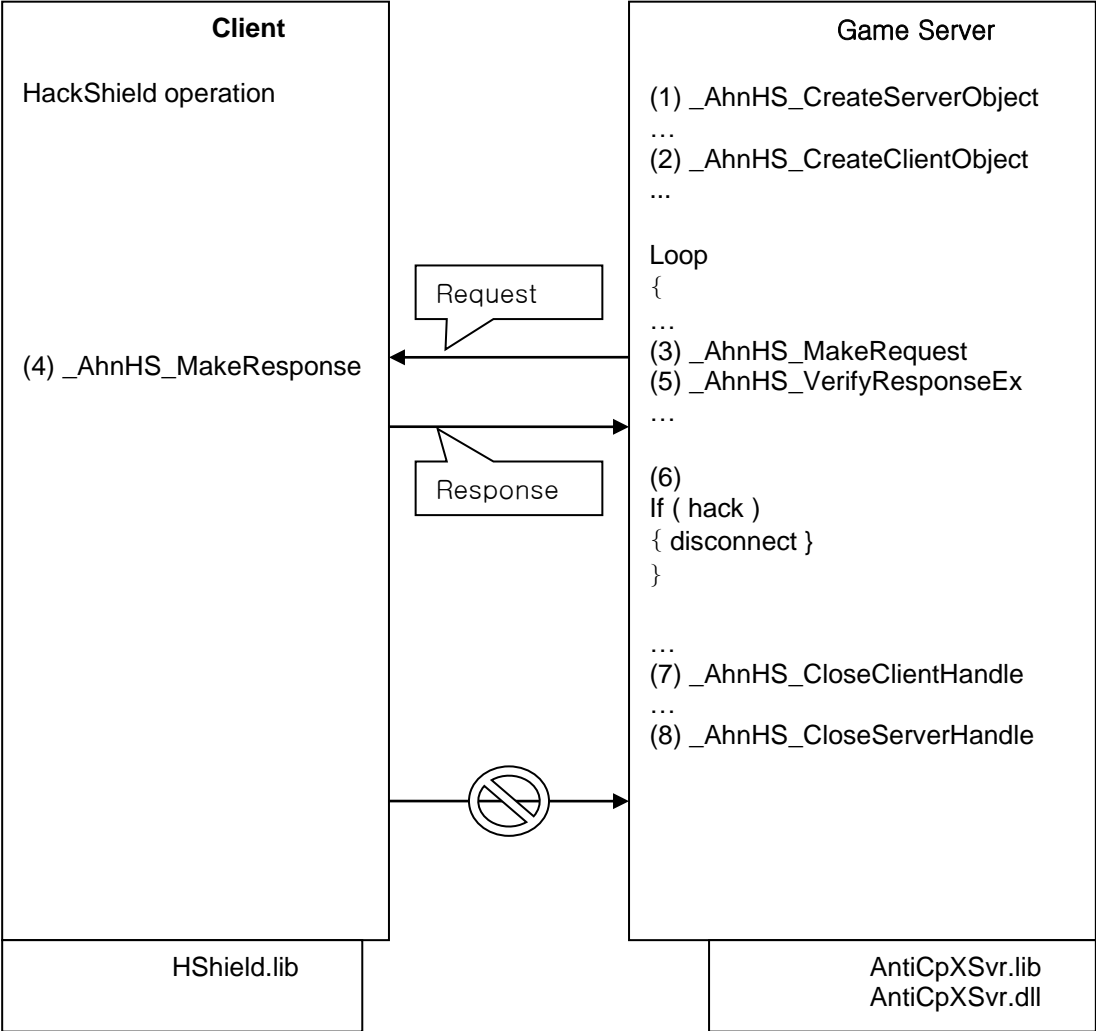 Client
HackShield operation
(4) _AhnHS_MakeResponse
Request
Response
Game Server
(1) _AhnHS_CreateServerObject
…
(2) _AhnHS_CreateClientObject
...
Loop
{
…
(3) _AhnHS_MakeRequest
(5) _AhnHS_VerifyResponseEx
…
(6)
If ( hack )
{ disconnect }
}
…
(7) _AhnHS_CloseClientHandle
…
(8) _AhnHS_CloseServerHandle
HShield.lib
AntiCpXSvr.lib
AntiCpXSvr.dll